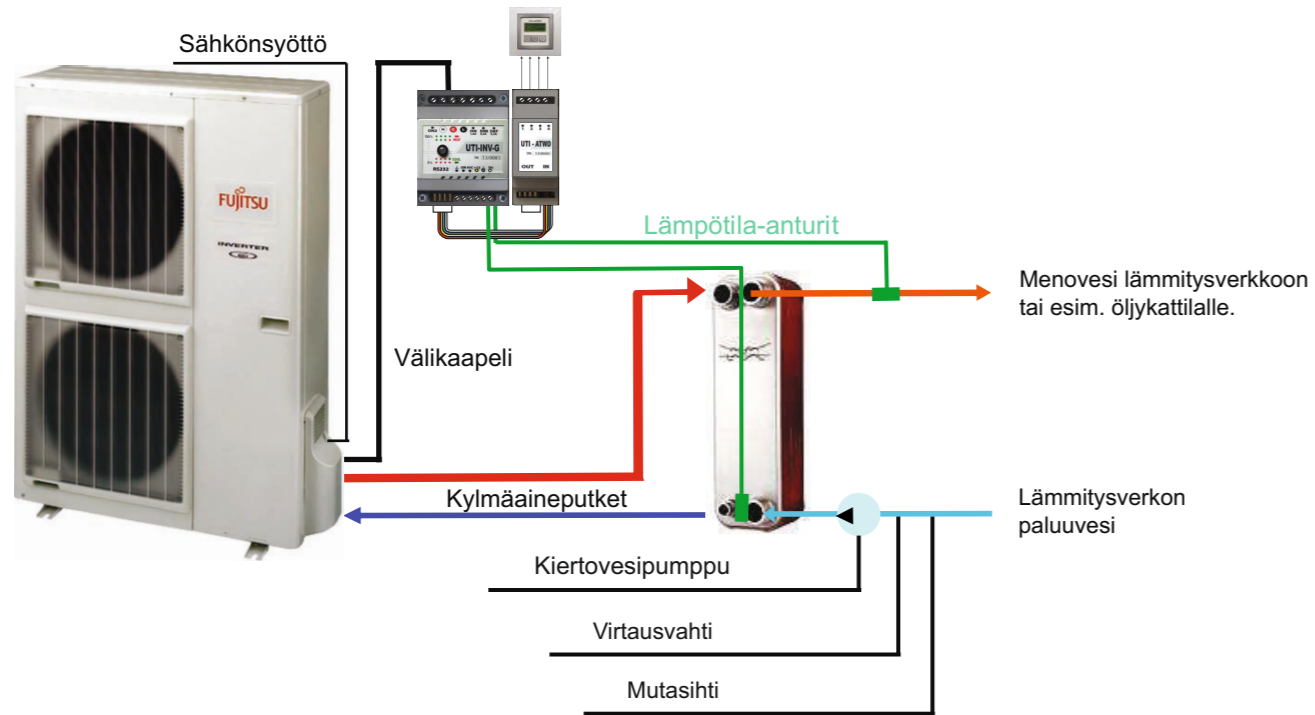 Sähkönsyöttö
UTI-INV-G
RS232
UTI - ATWD
OUT IN
FUJITSU
INVERTER
Lämpötila-anturit
Menovesi lämmitysverkkoon
tai esim. öljykattilalle.
Välikaapeli
Kylmäaineputket
Lämmitysverkon
paluuvesi
Kiertovesipumppu
Virtausvahti
Mutasihti